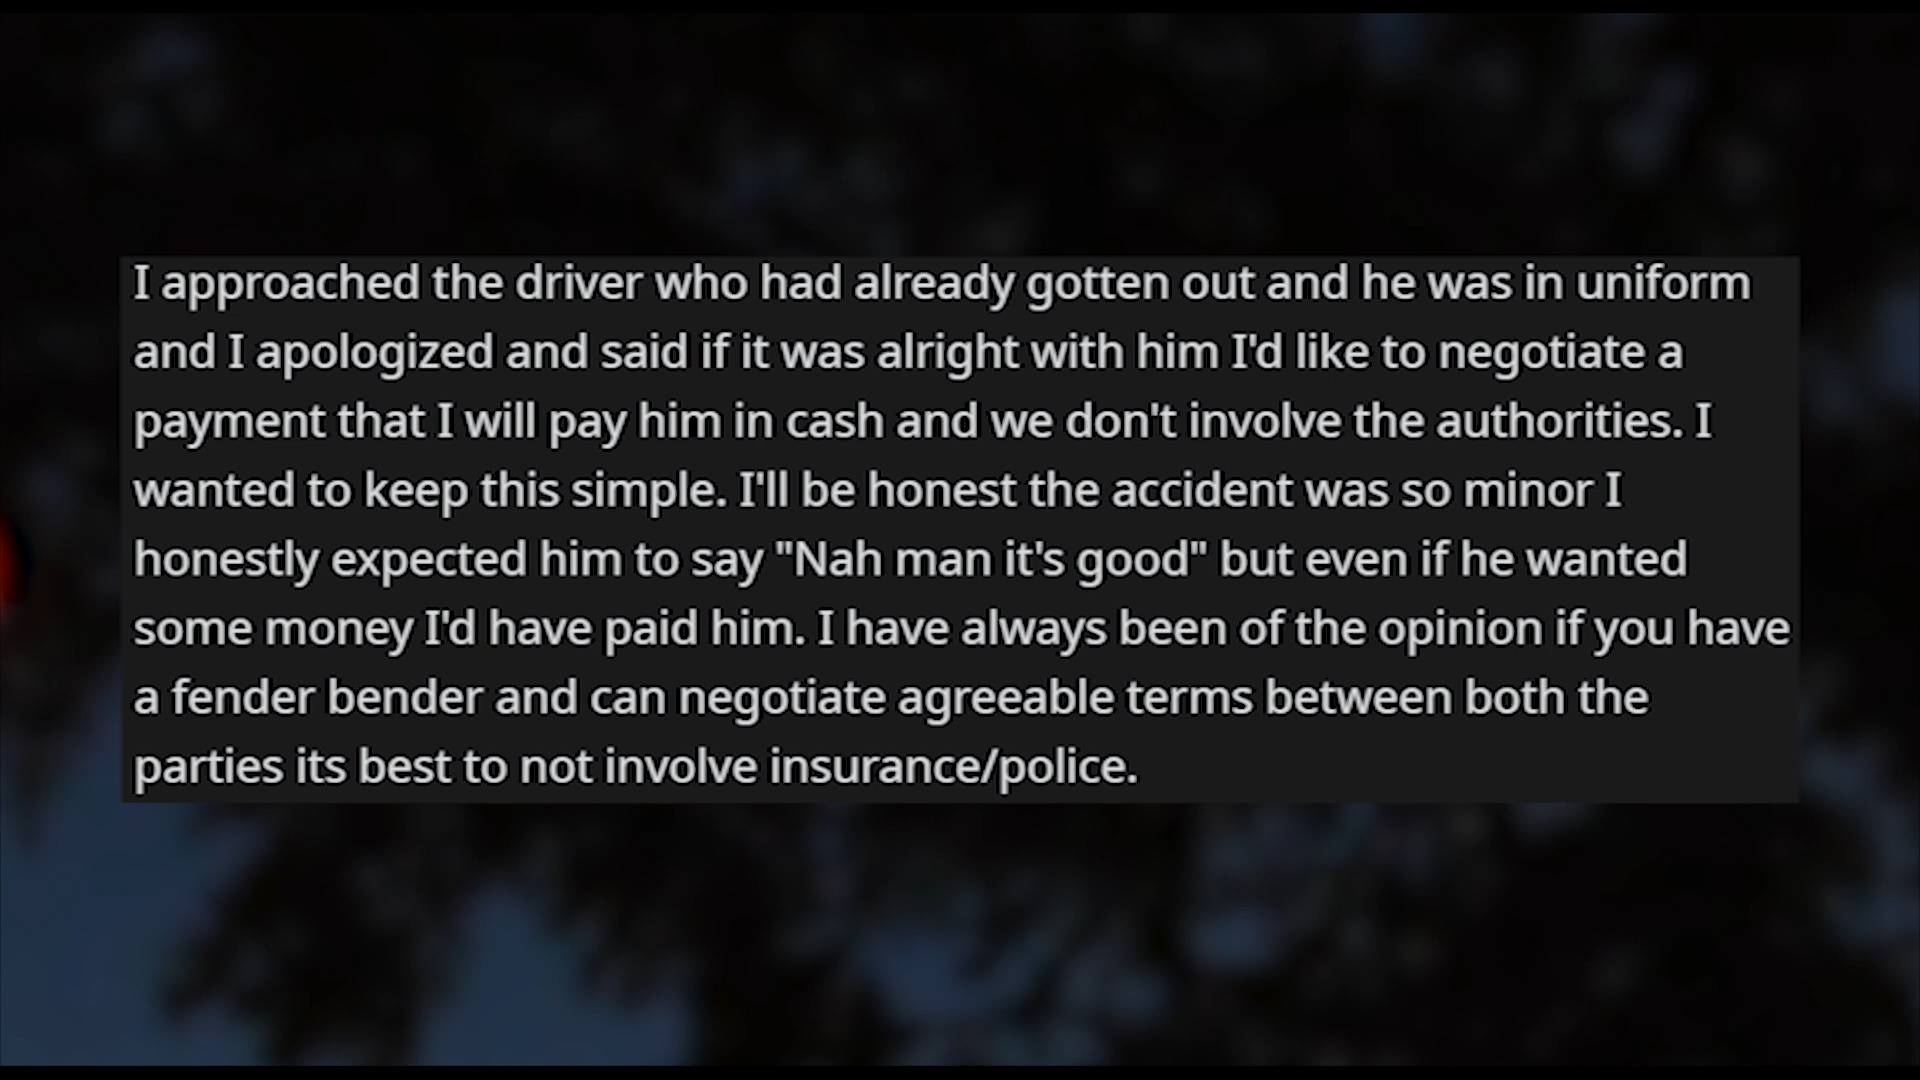 I approached the driver who had already gotten out and he was in uniform
and I apologized and said if it was alright with him I'd like to negotiate a
payment that I will pay him in cash and we don't involve the authorities. I
wanted to keep this simple. I'll be honest the accident was so minor I
honestly expected him to say "Nah man it's good" but even if he wanted
some money I'd have paid him. I have always been of the opinion if you have
a fender bender and can negotiate agreeable terms between both the
parties its best to not involve insurance/police.